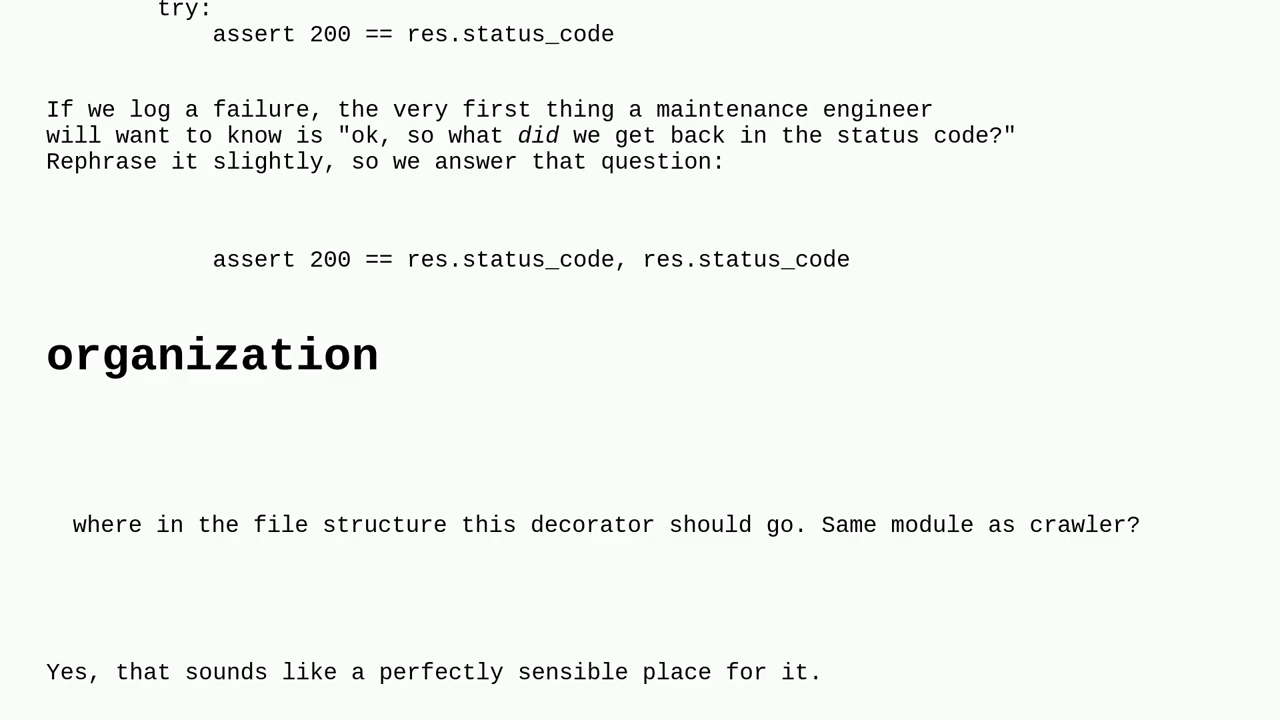 try:
assert 200 == res.status_code
If we log a failure, the very first thing a maintenance engineer
will want to know is "ok, so what did we get back in the status code?"
Rephrase it slightly, so we answer that question:
assert 200 == res.status_code, res.status_code
organization
where in the file structure this decorator should go. Same module as crawler?
Yes, that sounds like a perfectly sensible place for it.